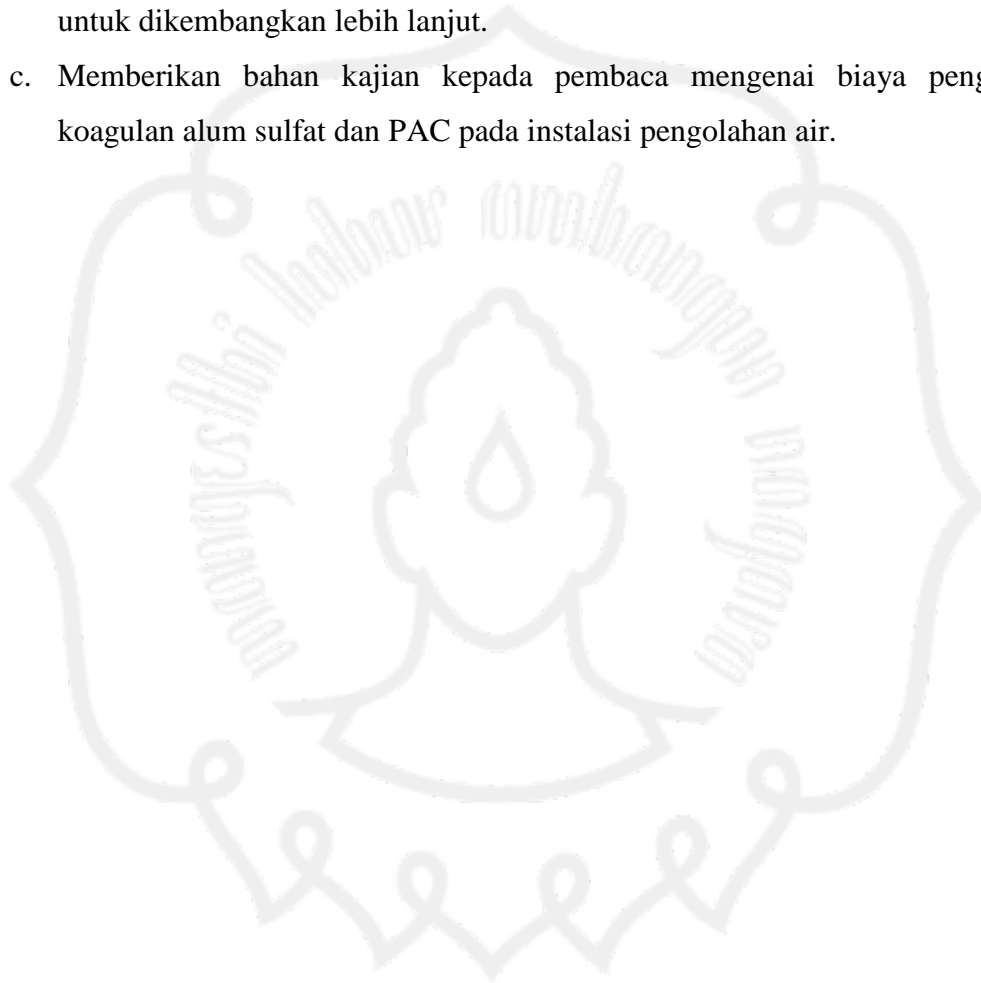 untuk dikembangkan lebih lanjut.
c. Memberikan bahan kajian kepada pembaca mengenai biaya
koagulan alum sulfat dan PAC pada instalasi pengolahan air.